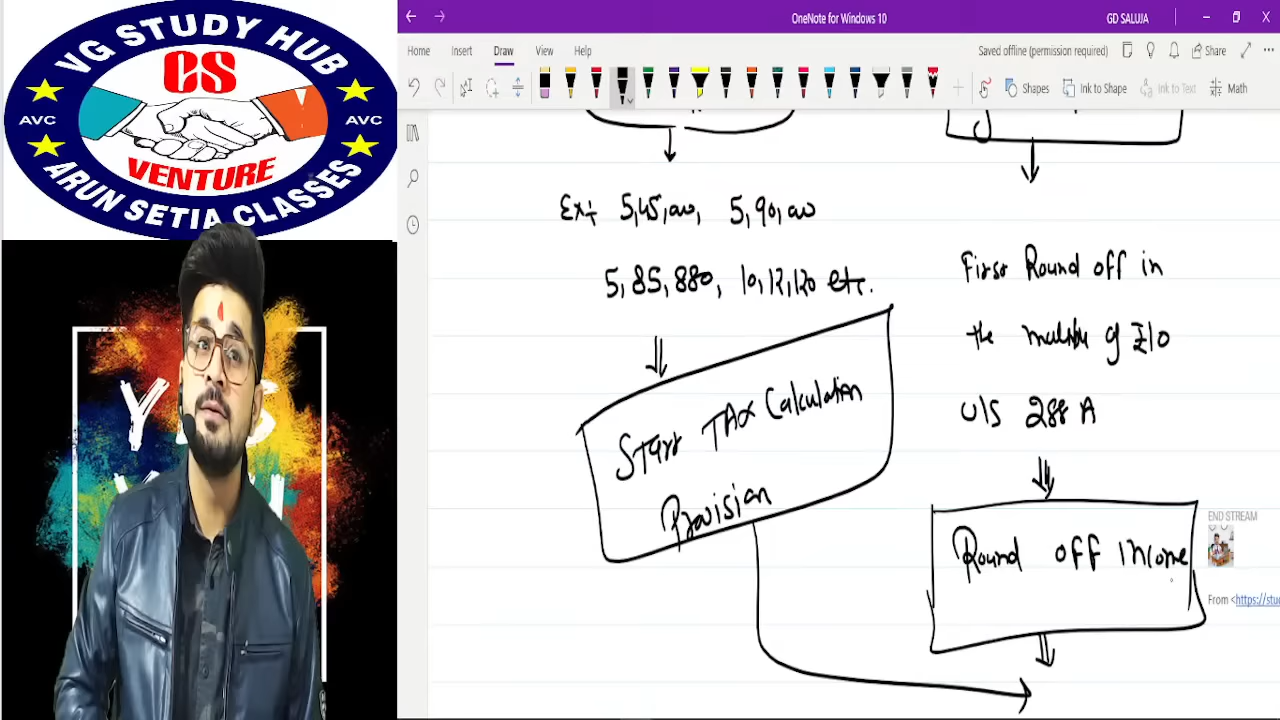 VG STUDY HUB
CS
AVC
AVC
VENTURE
ARUN SETIA CLASSES
OneNote for Windows 10
GD SALUJA
Home Insert Draw View Help
Saved offline (permission required)
Share
Shapes
Ink to Shape
Ink to Text
Math
Ex:- 5,45,000, 5,90,000
5,85,880, 10,12,120 etc.
Start TAX Calculation
Provision
First Round off in
the multiple of ₹10
U/S 288 A
Round off income
END STREAM
From <https://stu